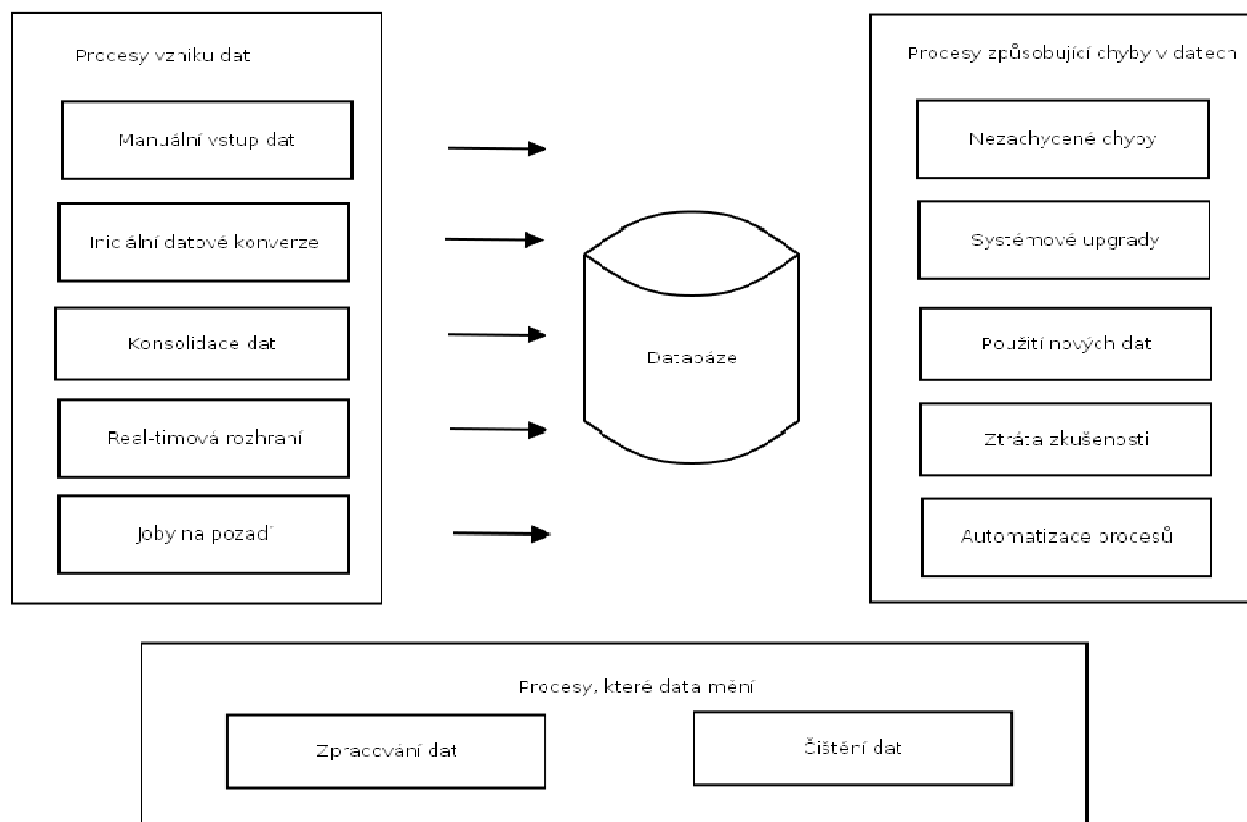 Procesy vzniku dat
Manuální vstup dat
Iniciální datové konverze
Konsolidace dat
Real-timová rozhraní
Joby na pozadí
Databáze
Procesy způsobující chyby v datech
Nezachycené chyby
Systémové upgrady
Použití nových dat
Ztráta zkušenosti
Automatizace procesů
Procesy, které data mění
Zpracování dat
Čištění dat